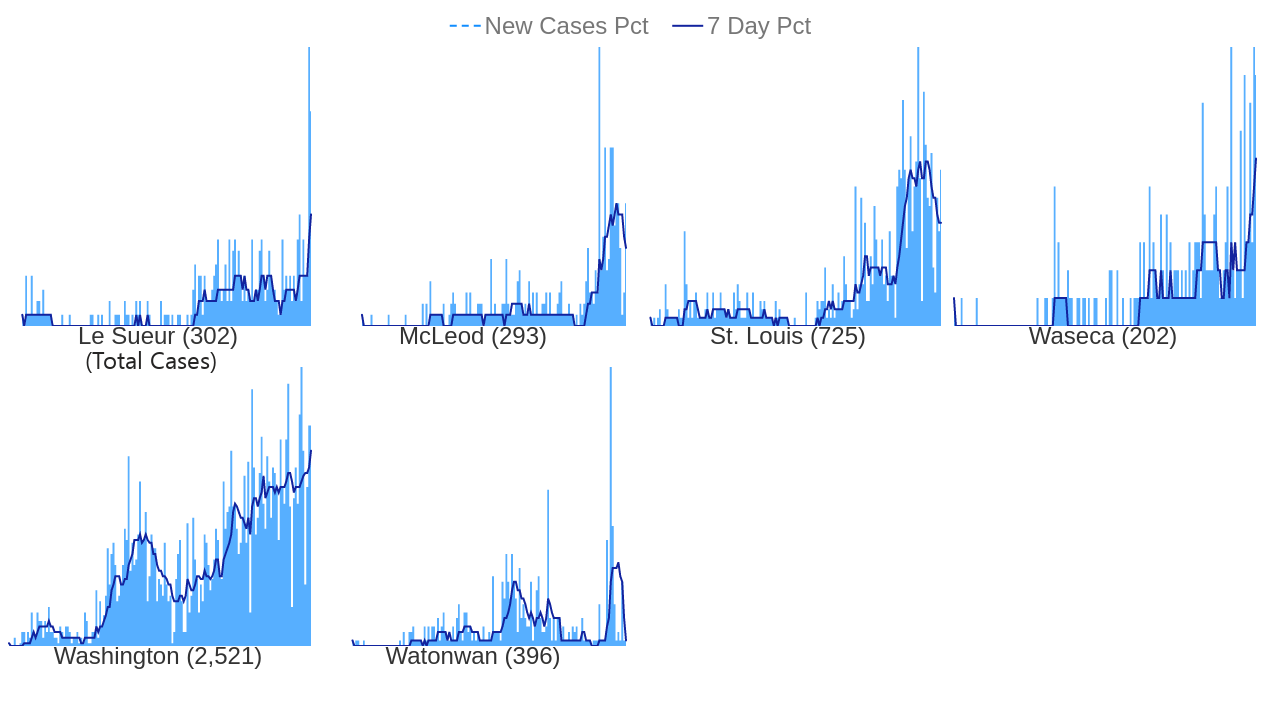 New Cases Pct 7 Day Pct
Le Sueur (302) McLeod (293) St. Louis (725) Waseca (202)
(Total Cases)
Washington (2,521) Watonwan (396)